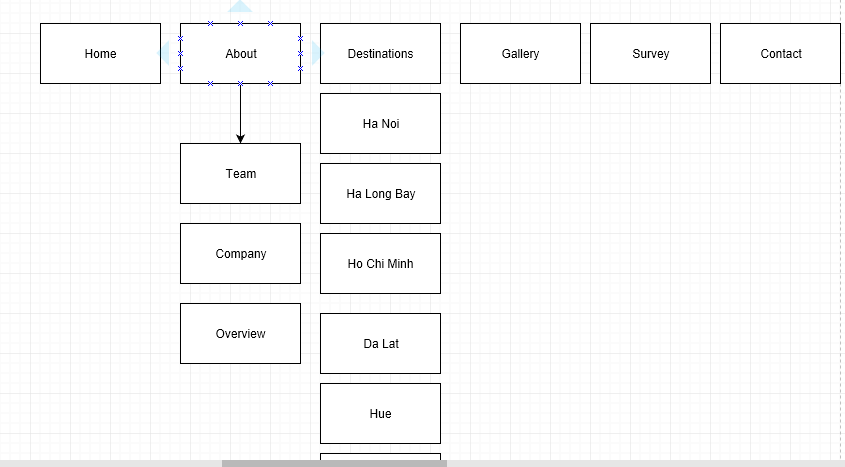 Home
About
Destinations
Gallery
Survey
Contact
Ha Noi
Team
Ha Long Bay
Company
Ho Chi Minh
Overview
Da Lat
Hue